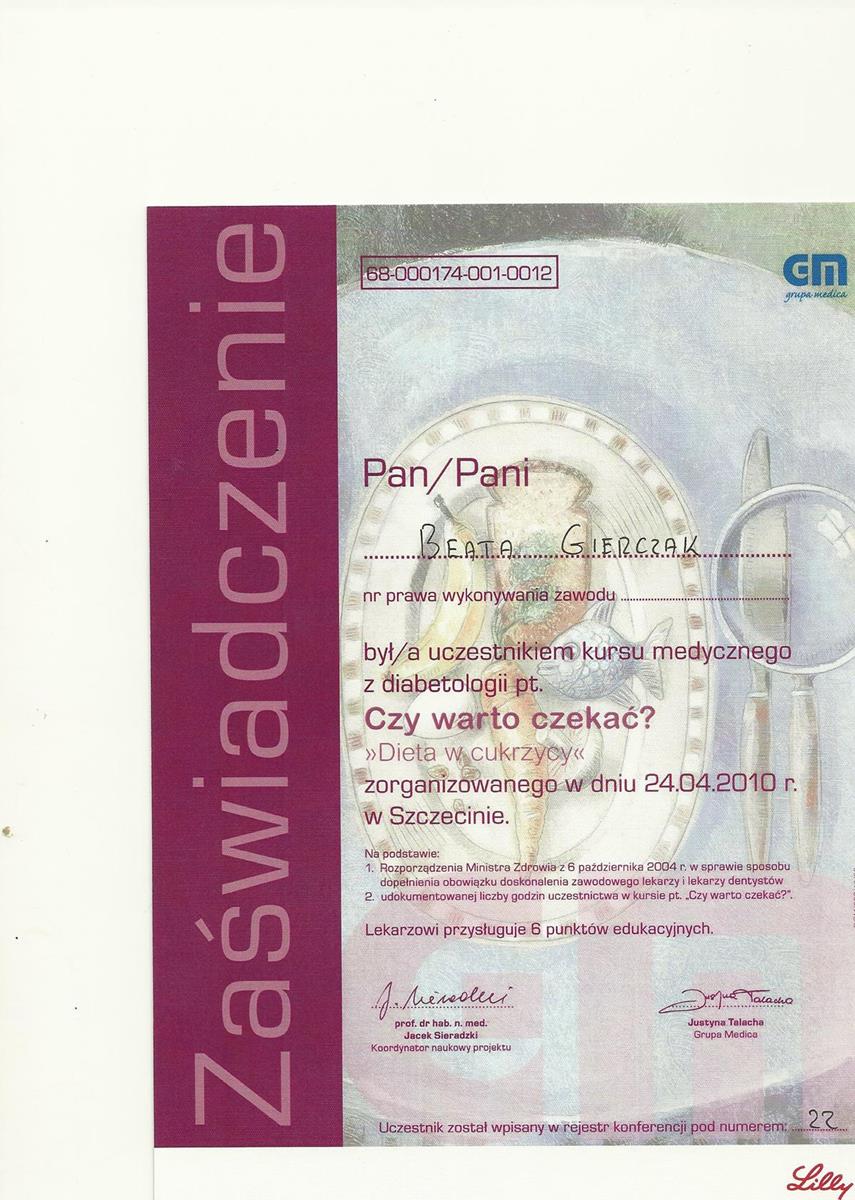 Zaświadczenie
68-000174-001-0012
GM
grupa medica
Pan/Pani
BEATA GIERCZAK
nr prawa wykonywania zawodu
był/a uczestnikiem kursu medycznego
z diabetologii pt.
Czy warto czekać?
»Dieta w cukrzycy«
zorganizowanego w dniu 24.04.2010 r.
w Szczecinie.
Na podstawie:
1. Rozporządzenia Ministra Zdrowia z 6 października 2004 r. w sprawie sposobu
dopełnienia obowiązku doskonalenia zawodowego lekarzy i lekarzy dentystów
2. udokumentowanej liczby godzin uczestnictwa w kursie pt. „Czy warto czekać?”.
Lekarzowi przysługuje 6 punktów edukacyjnych.
J. Sieradzki
Justyna Talacha
prof. dr hab. n. med.
Jacek Sieradzki
Koordynator naukowy projektu
Justyna Talacha
Grupa Medica
Uczestnik został wpisany w rejestr konferencji pod numerem: 22
Lilly